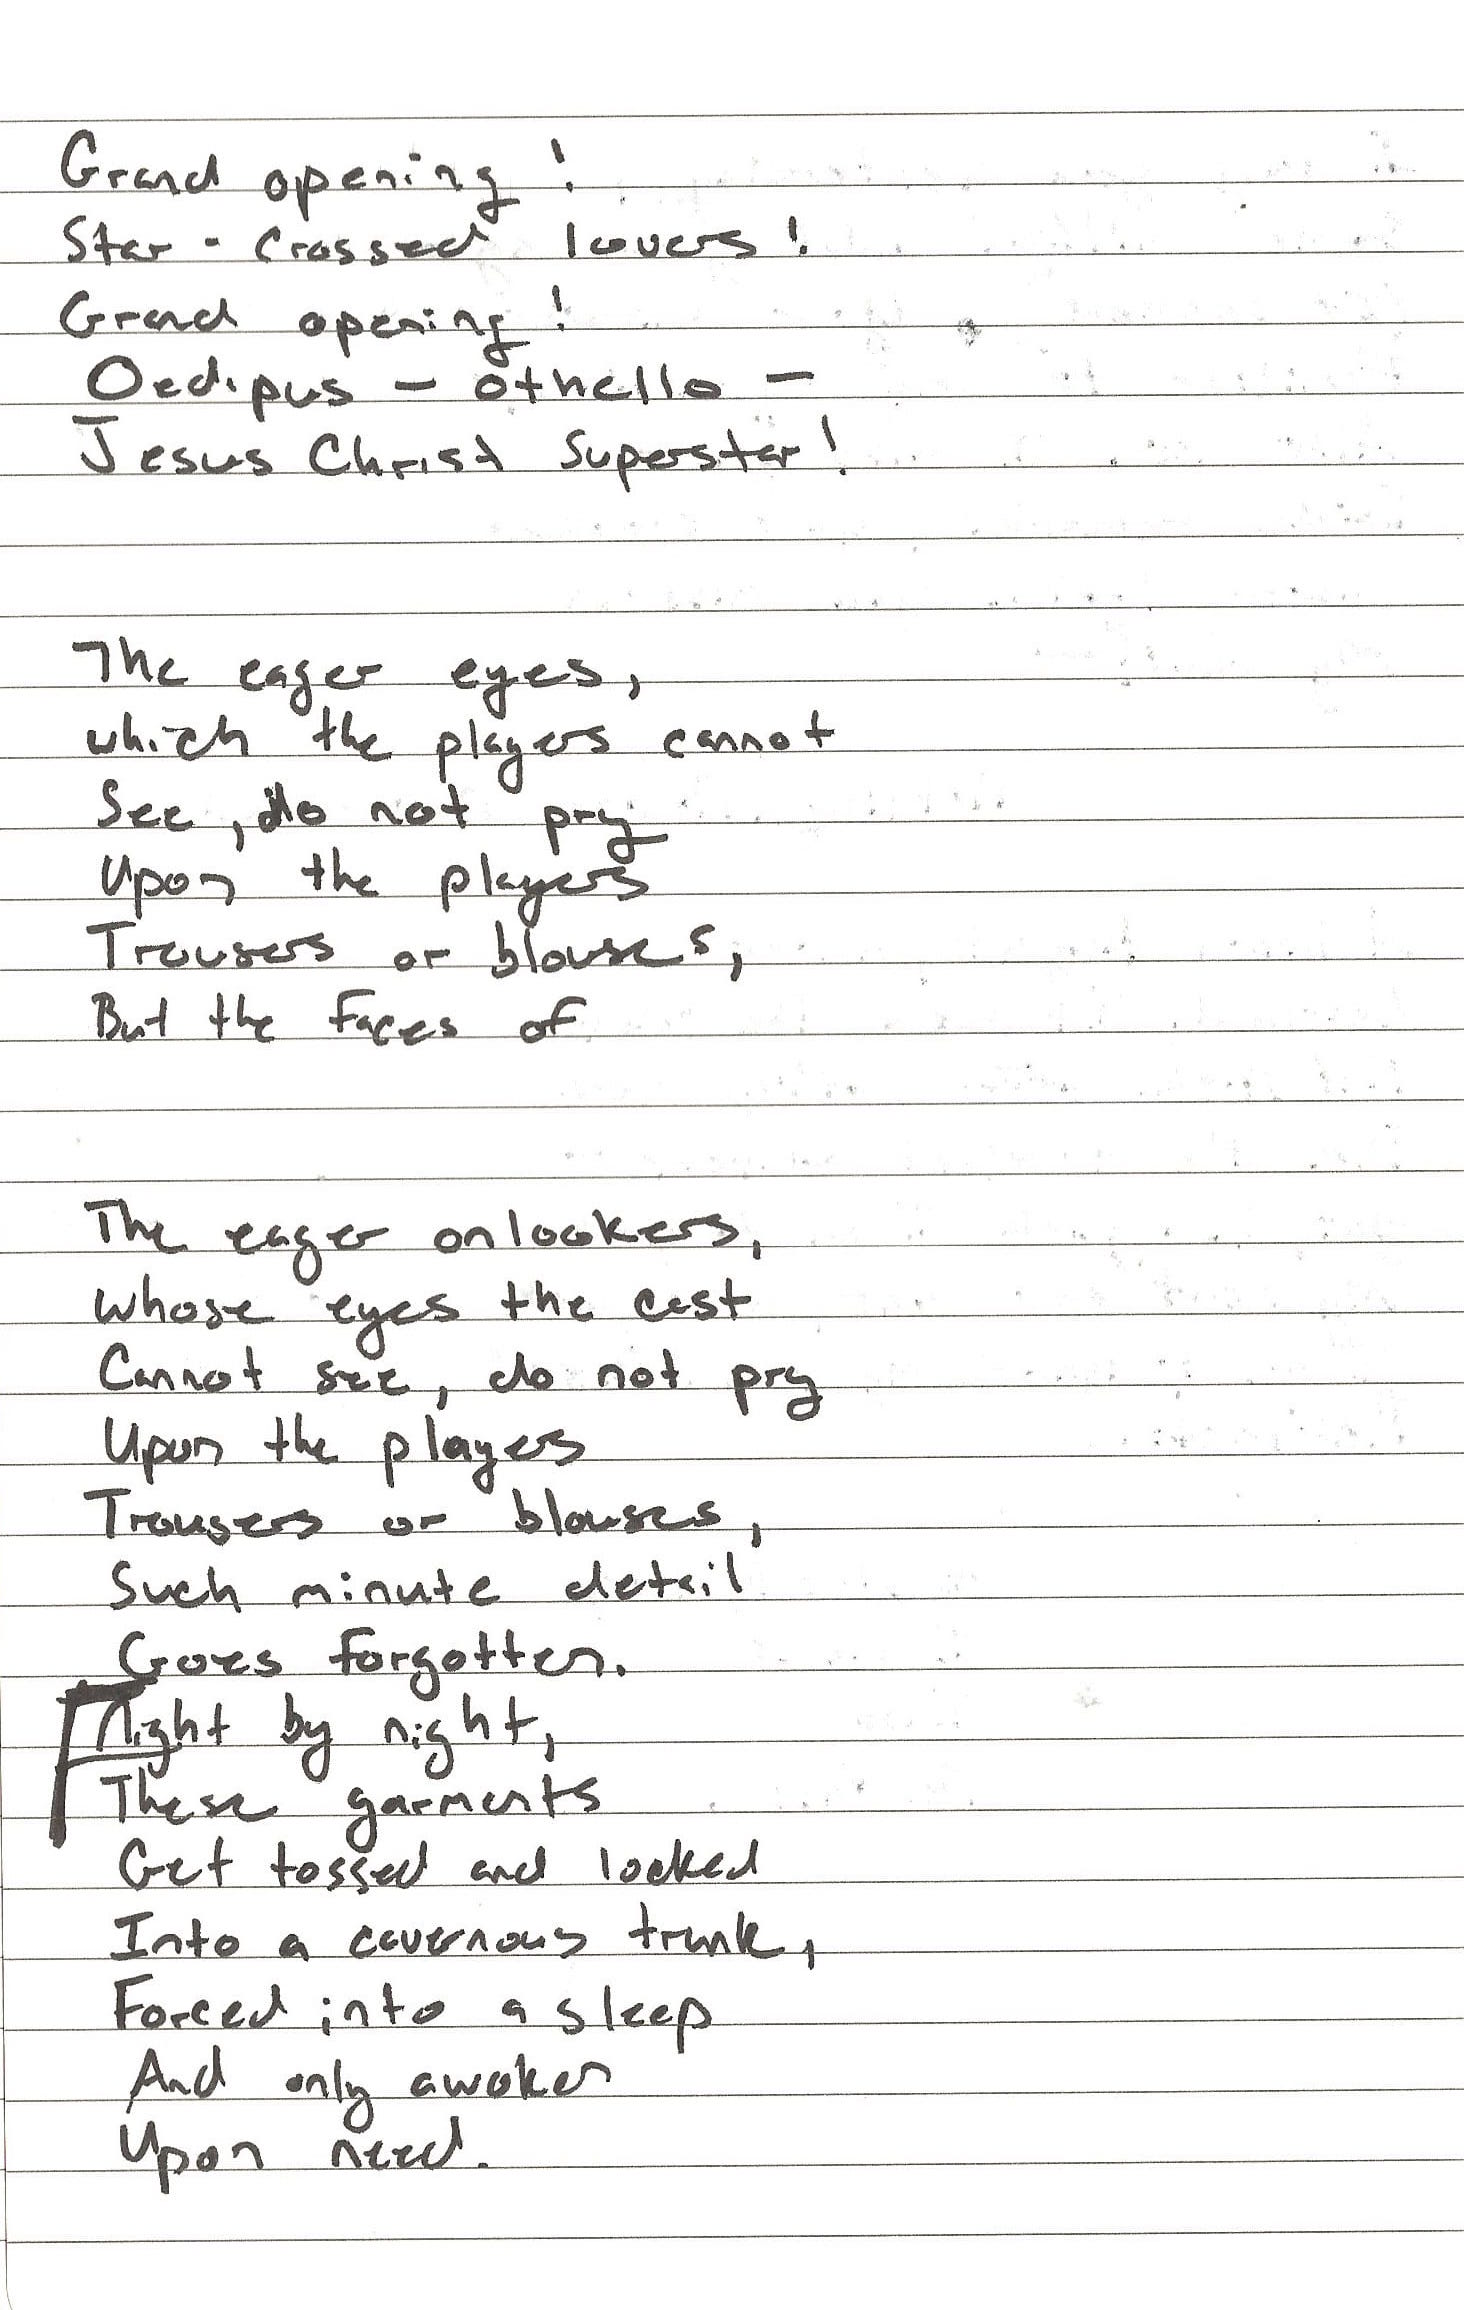 Grand opening!
Star-Crossed lovers!
Grand opening!
Oedipus - Othello -
Jesus Christ Superstar!
The eager eyes,
which the players cannot
See, do not pry
Upon the players
Trousers or blouses,
But the faces of
The eager onlookers,
whose eyes the cast
Cannot see, do not pry
Upon the players
Trousers or blouses,
Such minute detail
Goes forgotten.
Night by night,
These garments
Get tossed and locked
Into a cavernous trunk,
Forced into a sleep
And only awoken
Upon need.